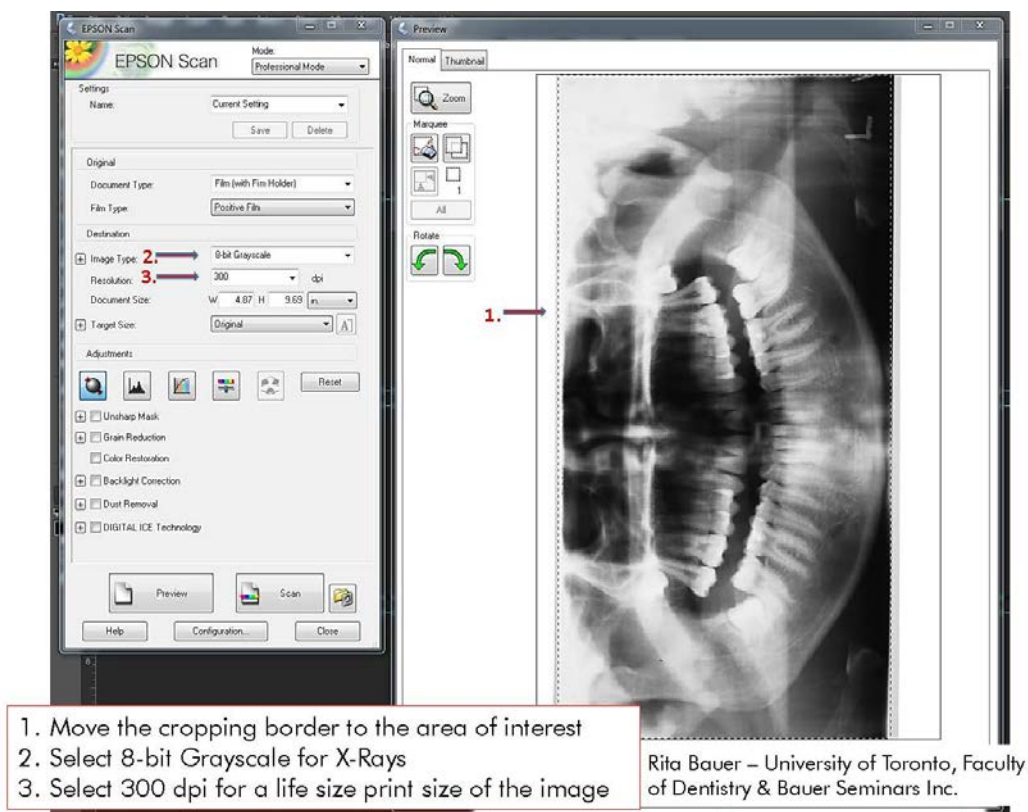 EPSON Scan
EPSON Scan
Mode:
Professional Mode
Settings
Name:
Current Setting
Save
Delete
Original
Document Type:
Film (with Film Holder)
Film Type:
Positive Film
Destination
Image Type:
2.
8-bit Grayscale
Resolution:
3.
300
dpi
Document Size:
W 4.87 H 9.69 in.
Target Size:
Original
Adjustments
Reset
Unsharp Mask
Grain Reduction
Color Restoration
Backlight Correction
Dust Removal
DIGITAL ICE Technology
Preview
Scan
Help
Configuration...
Close
Preview
Normal
Thumbnail
Zoom
Marquee
1
All
Rotate
1.
L
1. Move the cropping border to the area of interest
2. Select 8-bit Grayscale for X-Rays
3. Select 300 dpi for a life size print size of the image
Rita Bauer – University of Toronto, Faculty
of Dentistry & Bauer Seminars Inc.